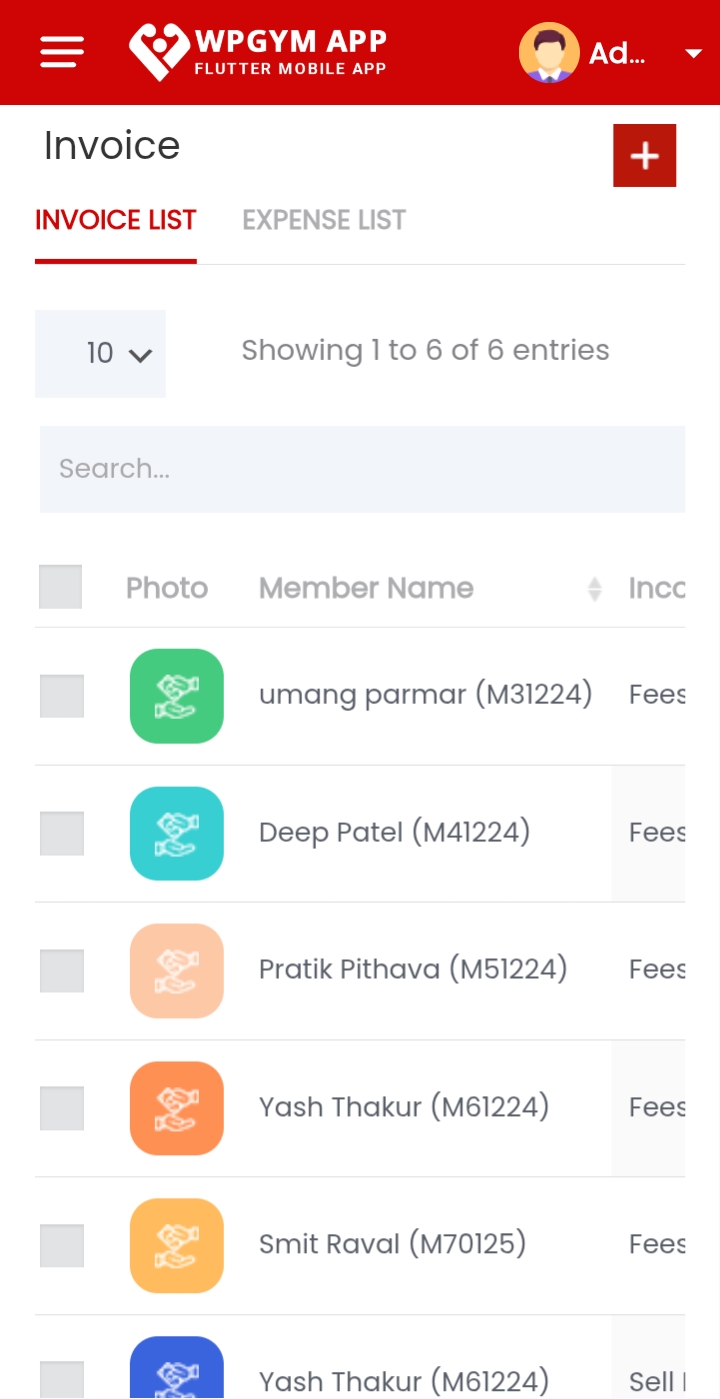 WPGYM APP
FLUTTER MOBILE APP
Ad...
Invoice
+
INVOICE LIST EXPENSE LIST
10 Showing 1 to 6 of 6 entries
Search...
Photo Member Name Inco
umang parmar (M31224) Fees
Deep Patel (M41224) Fees
Pratik Pithava (M51224) Fees
Yash Thakur (M61224) Fees
Smit Raval (M70125) Fees
Yash Thakur (M61224) Sell